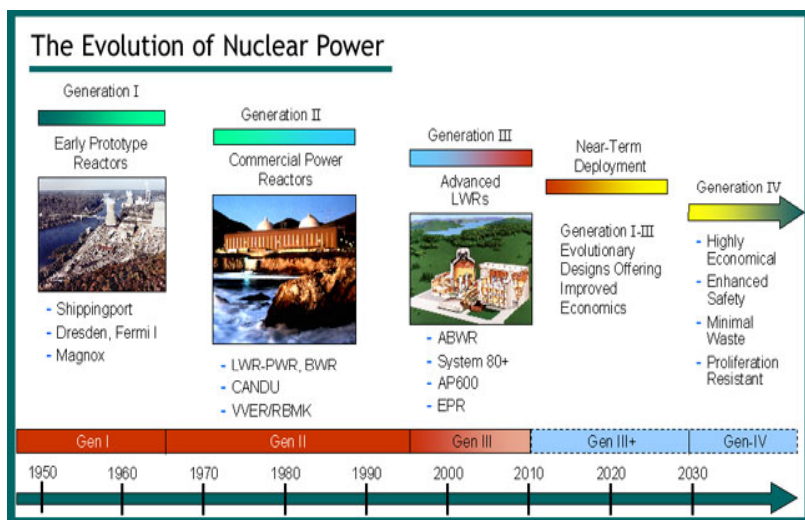 The Evolution of Nuclear Power
Generation I
Early Prototype
Reactors
- Shippingport
- Dresden, Fermi I
- Magnox
Generation II
Commercial Power
Reactors
- LWR-PWR, BWR
- CANDU
- VVER/RBMK
Generation III
Advanced
LWRs
- ABWR
- System 80+
- AP600
- EPR
Near-Term
Deployment
Generation I-III
Evolutionary
Designs Offering
Improved
Economics
Generation IV
- Highly
Economical
- Enhanced
Safety
- Minimal
Waste
- Proliferation
Resistant
Gen I
Gen II
Gen III
Gen III+
Gen-IV
1950
1960
1970
1980
1990
2000
2010
2020
2030